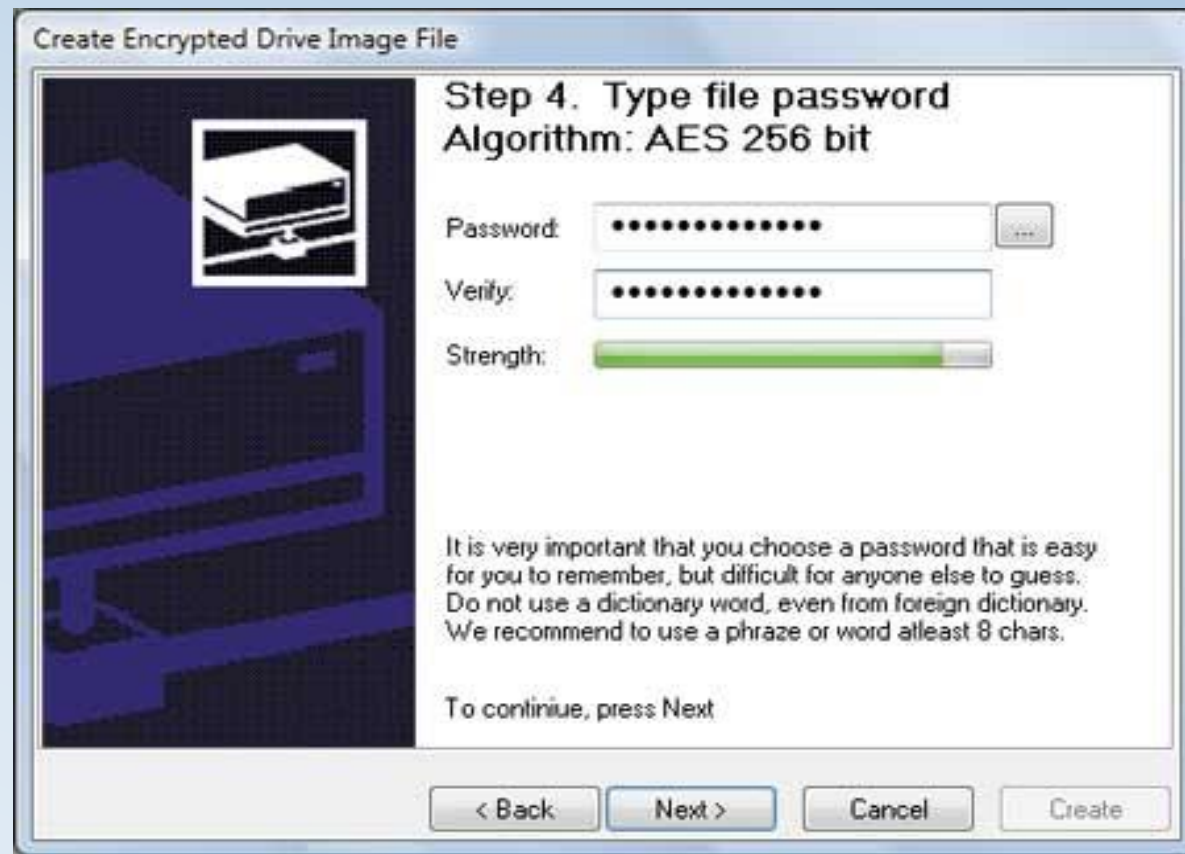 Create Encrypted Drive Image File
Step 4. Type file password
Algorithm: AES 256 bit
Password: ●●●●●●●●●●●●● ...
Verify: ●●●●●●●●●●●●●
Strength:
It is very important that you choose a password that is easy
for you to remember, but difficult for anyone else to guess.
Do not use a dictionary word, even from foreign dictionary.
We recommend to use a phraze or word atleast 8 chars.
To continiue, press Next
< Back Next > Cancel Create